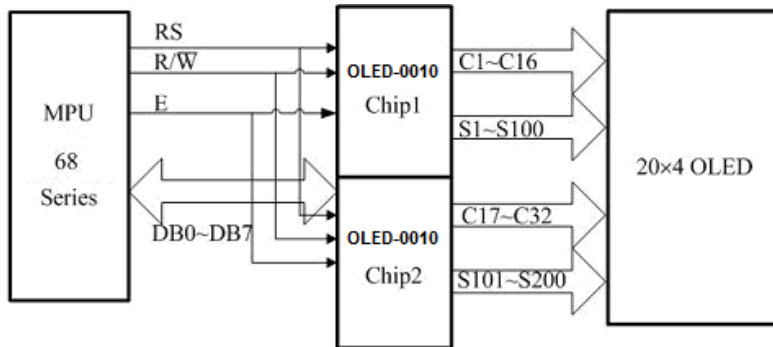 RS
R/W̅
E
MPU
68
Series
DB0~DB7
OLED-0010
Chip1
OLED-0010
Chip2
C1~C16
S1~S100
C17~C32
S101~S200
20×4 OLED